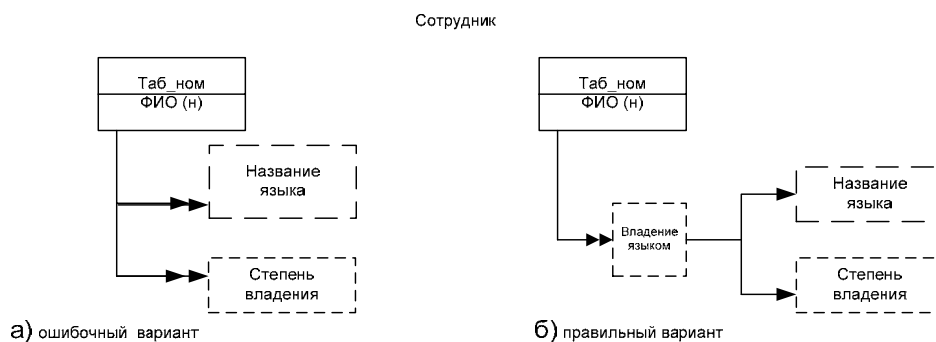 Сотрудник
Таб_ном
ФИО (н)
Название
языка
Степень
владения
а) ошибочный вариант
Таб_ном
ФИО (н)
Владение
языком
Название
языка
Степень
владения
б) правильный вариант